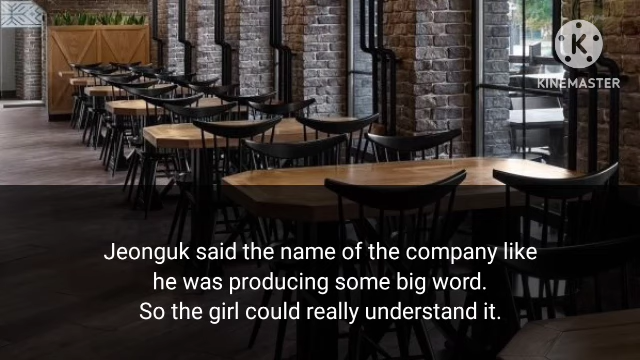 KINEMASTER
Jeonguk said the name of the company like
he was producing some big word.
So the girl could really understand it.